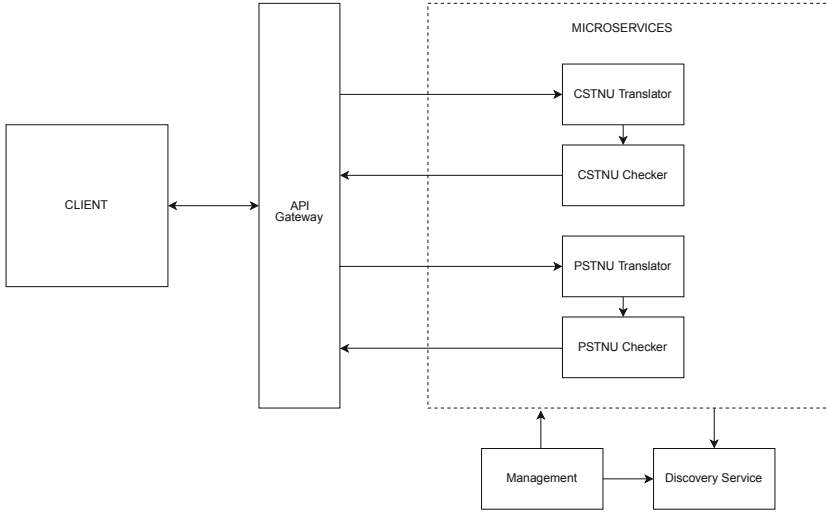 MICROSERVICES
CSTNU Translator
CSTNU Checker
CLIENT
API
Gateway
PSTNU Translator
PSTNU Checker
Management
Discovery Service